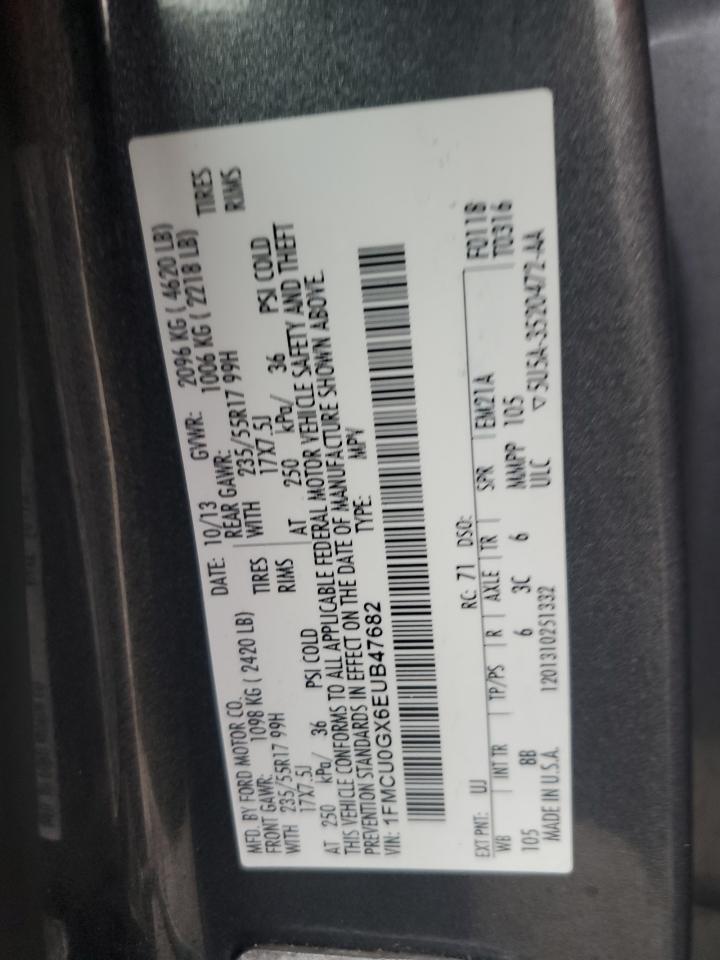 MFD. BY FORD MOTOR CO.
DATE: 10/13 GVWR: 2096 KG ( 4620 LB)
FRONT GAWR: 1098 KG ( 2420 LB) REAR GAWR: 1006 KG ( 2218 LB)
WITH 235/55R17 99H TIRES WITH 235/55R17 99H TIRES
17X7.5J RIMS 17X7.5J RIMS
AT 250 kPa/ 36 PSI COLD AT 250 kPa/ 36 PSI COLD
THIS VEHICLE CONFORMS TO ALL APPLICABLE FEDERAL MOTOR VEHICLE SAFETY AND THEFT
PREVENTION STANDARDS IN EFFECT ON THE DATE OF MANUFACTURE SHOWN ABOVE.
VIN: 1FMCU0GX6EUB47682 TYPE: MPV
EXT PNT: UJ RC: 71 DSO: F0118
WB INT TR TP/PS R AXLE TR SPR EM21A T0316
105 8B 6 3C 6 MMPP 105
MADE IN U.S.A. 1201310251332 ULC ▽5U5A-3520472-AA